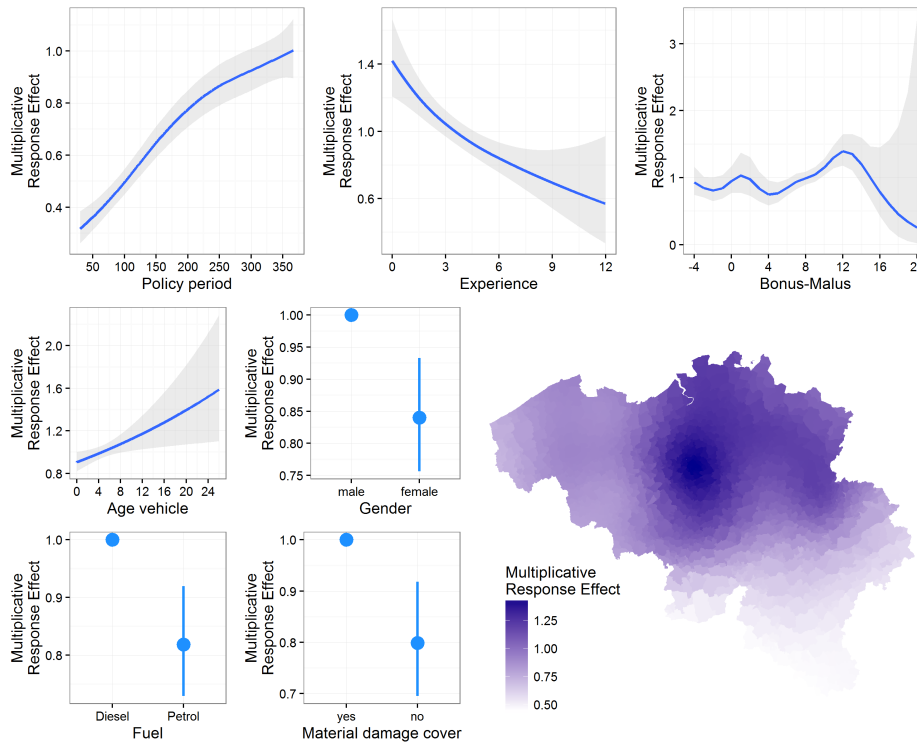 Multiplicative
Response Effect
1.0
0.8
0.6
0.4
50 100 150 200 250 300 350
Policy period
Multiplicative
Response Effect
1.4
1.0
0.6
0 3 6 9 12
Experience
Multiplicative
Response Effect
3
2
1
0
-4 0 4 8 12 16
Bonus-Malus
Multiplicative
Response Effect
2.0
1.6
1.2
0.8
0 4 8 12 16 20 24
Age vehicle
Multiplicative
Response Effect
1.00
0.95
0.90
0.85
0.80
0.75
male female
Gender
Multiplicative
Response Effect
1.0
0.9
0.8
Diesel Petrol
Fuel
Multiplicative
Response Effect
1.0
0.9
0.8
0.7
yes no
Material damage cover
Multiplicative
Response Effect
1.25
1.00
0.75
0.50